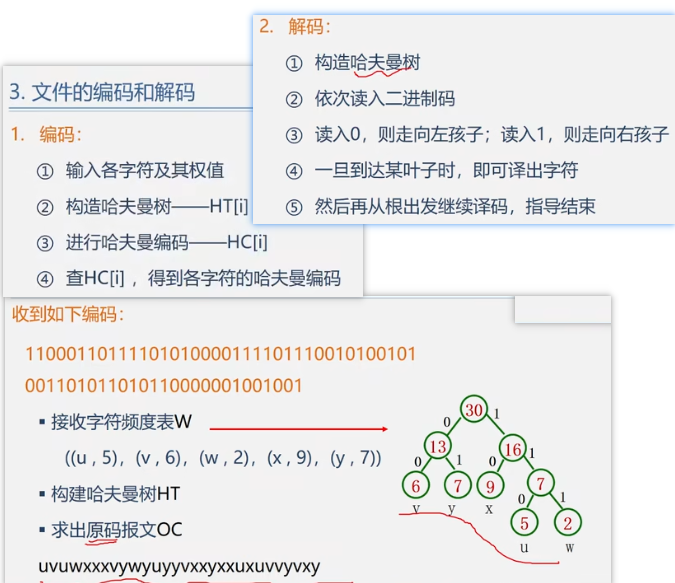 2. 解码：
① 构造哈夫曼树
② 依次读入二进制码
③ 读入0，则走向左孩子；读入1，则走向右孩子
④ 一旦到达某叶子时，即可译出字符
⑤ 然后再从根出发继续译码，指导结束
3. 文件的编码和解码
1. 编码：
① 输入各字符及其权值
② 构造哈夫曼树——HT[i]
③ 进行哈夫曼编码——HC[i]
④ 查HC[i]，得到各字符的哈夫曼编码
收到如下编码：
1100011011110101000011110111001010010​1
00110101101011000000100​1001
▪ 接收字符频度表W
((u , 5), (v , 6), (w , 2), (x , 9), (y , 7))
▪ 构建哈夫曼树HT
▪ 求出原码报文OC
uvuwxxxvywyuyyvxxyxxuxuvvyvxy
30
0 1
13 16
0 1 0 1
6 7 9 7
v y x
0 1
5 2
u w